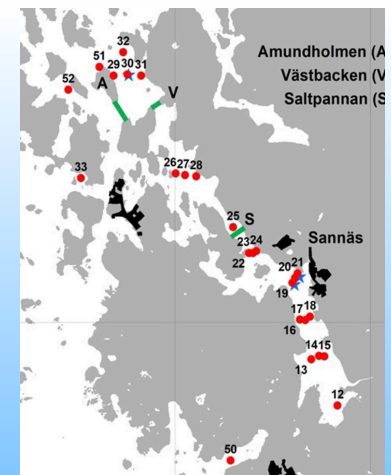 32
51
29 30 31
Amundholmen (A
52
A
V
Västbacken (V
Saltpannan (S
33
26 27 28
25
S
23 24
22
Sannäs
20 21
19
17 18
16
14 15
13
12
50